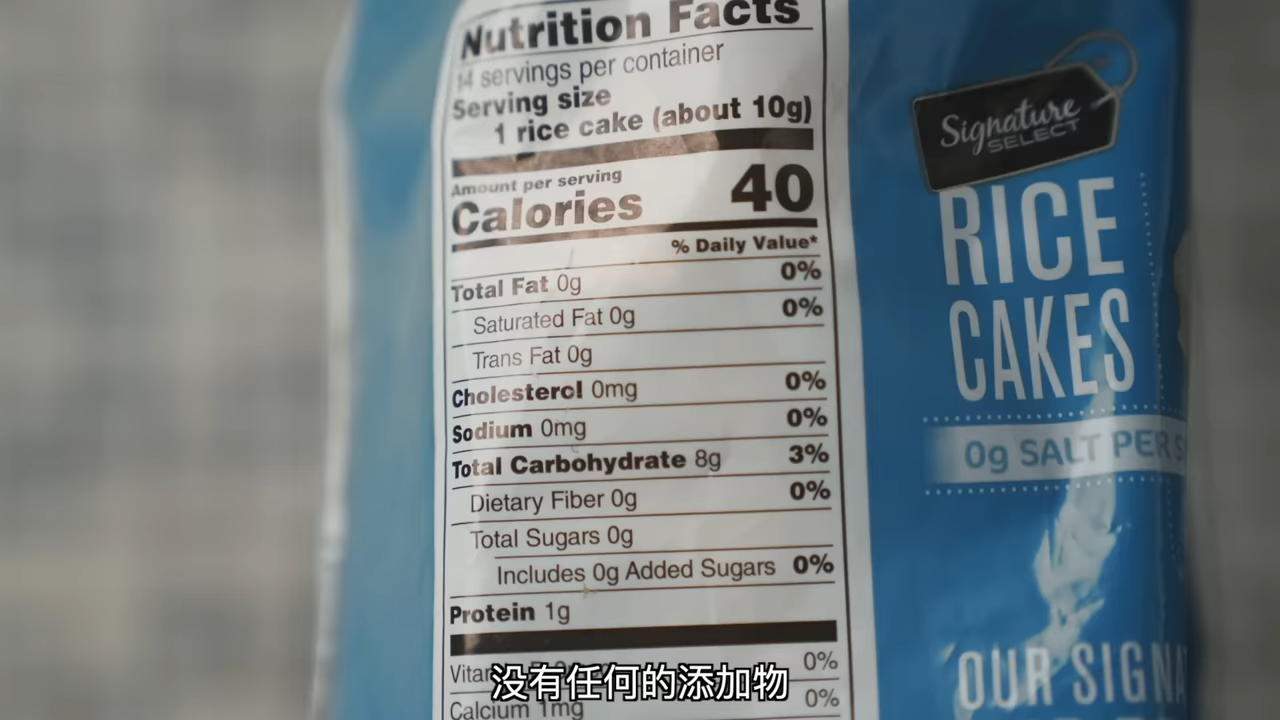 Nutrition Facts
14 servings per container
Serving size
1 rice cake (about 10g)
Amount per serving
Calories 40
% Daily Value*
Total Fat 0g 0%
Saturated Fat 0g 0%
Trans Fat 0g
Cholesterol 0mg 0%
Sodium 0mg 0%
Total Carbohydrate 8g 3%
Dietary Fiber 0g 0%
Total Sugars 0g
Includes 0g Added Sugars 0%
Protein 1g
0%
Calcium 1mg 0%
Signature
SELECT
RICE
CAKES
0g SALT PER
OUR
没有任何的添加物